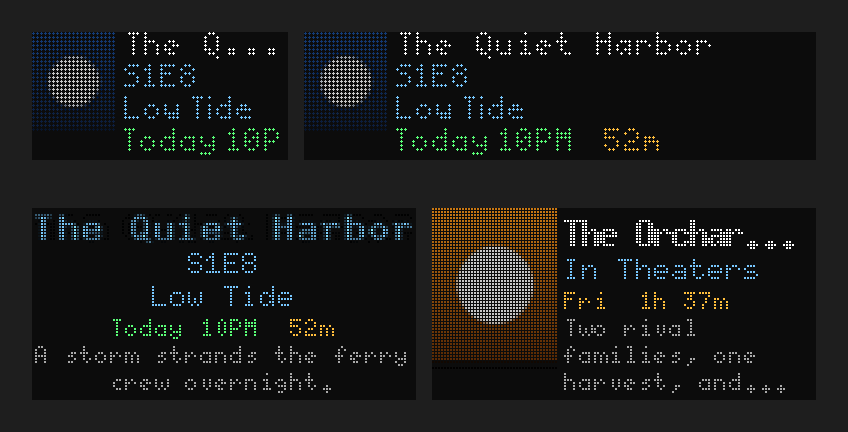 The Q...
S1E8
Low Tide
Today 10P
The Quiet Harbor
S1E8
Low Tide
Today 10PM 52m
The Quiet Harbor
S1E8
Low Tide
Today 10PM 52m
A storm strands the ferry
crew overnight.
The Orchar...
In Theaters
Fri 1h 37m
Two rival
families, one
harvest, and...